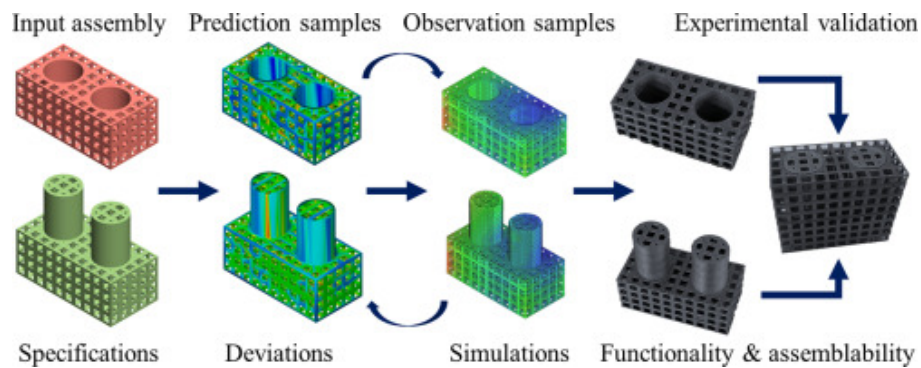 Input assembly
Prediction samples
Observation samples
Experimental validation
Specifications
Deviations
Simulations
Functionality & assemblability